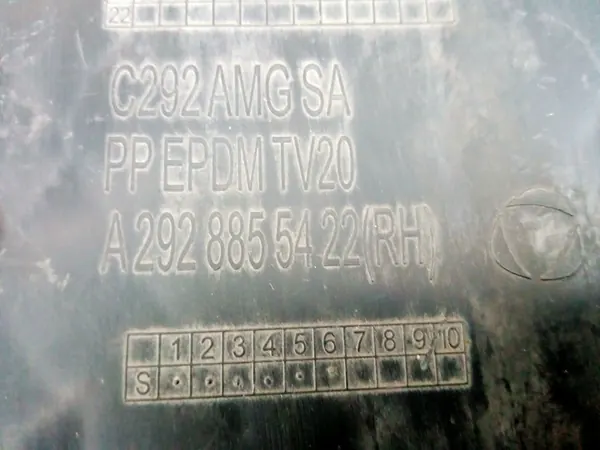 22
C292 AMG SA
PP EPDM TV20
A 292 885 54 22 (RH)
1 2 3 4 5 6 7 8 9 10
S